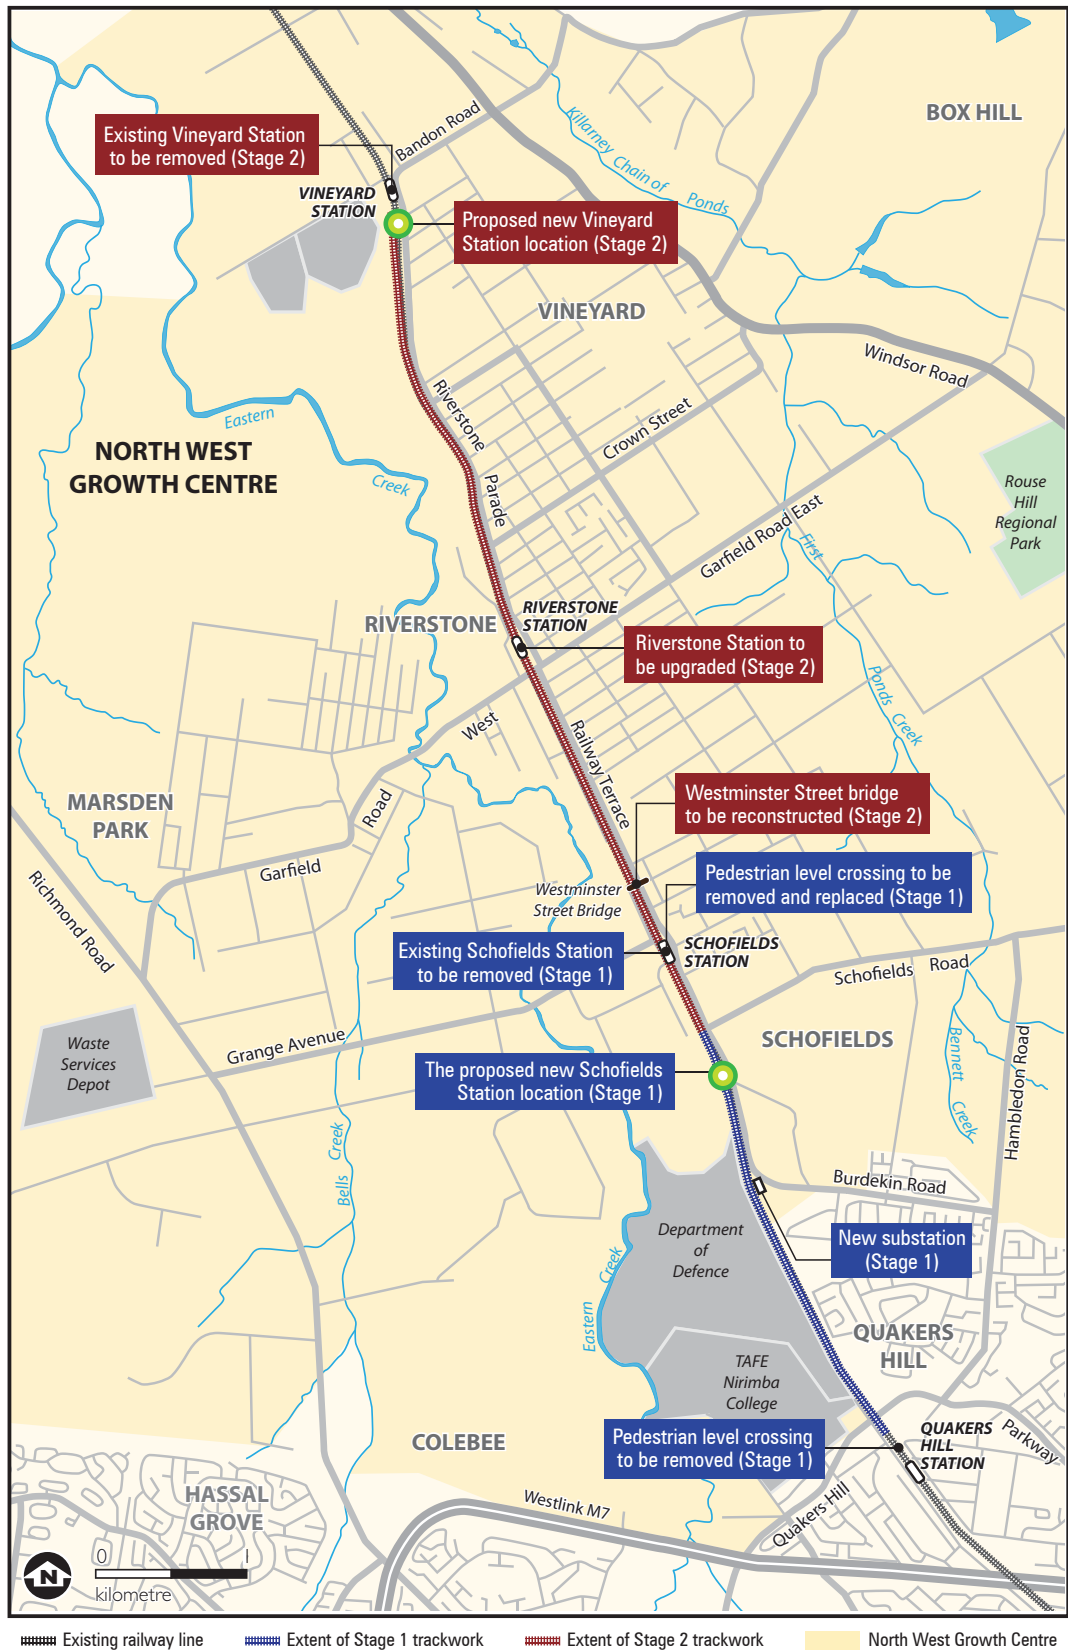 BOX HILL
Killarney Chain of Ponds
Bandon Road
Existing Vineyard Station
to be removed (Stage 2)
VINEYARD
STATION
Proposed new Vineyard
Station location (Stage 2)
VINEYARD
Windsor Road
Riverstone
Parade
Crown Street
Eastern
Creek
NORTH WEST
GROWTH CENTRE
Rouse
Hill
Regional
Park
Garfield Road East
First
Ponds Creek
RIVERSTONE
RIVERSTONE
STATION
Riverstone Station to
be upgraded (Stage 2)
West
Railway Terrace
MARSDEN
PARK
Road
Garfield
Westminster Street bridge
to be reconstructed (Stage 2)
Pedestrian level crossing to be
removed and replaced (Stage 1)
Westminster
Street Bridge
Richmond Road
Existing Schofields Station
to be removed (Stage 1)
SCHOFIELDS
STATION
Schofields Road
Waste
Services
Depot
Grange Avenue
SCHOFIELDS
Bennett
Creek
Hambledon Road
The proposed new Schofields
Station location (Stage 1)
Bells Creek
Burdekin Road
Department
of
Defence
New substation
(Stage 1)
Eastern Creek
QUAKERS
HILL
TAFE
Nirimba
College
COLEBEE
Pedestrian level crossing
to be removed (Stage 1)
QUAKERS
HILL
STATION
Parkway
Quakers Hill
HASSAL
GROVE
Westlink M7
N
0 1
kilometre
Existing railway line
Extent of Stage 1 trackwork
Extent of Stage 2 trackwork
North West Growth Centre